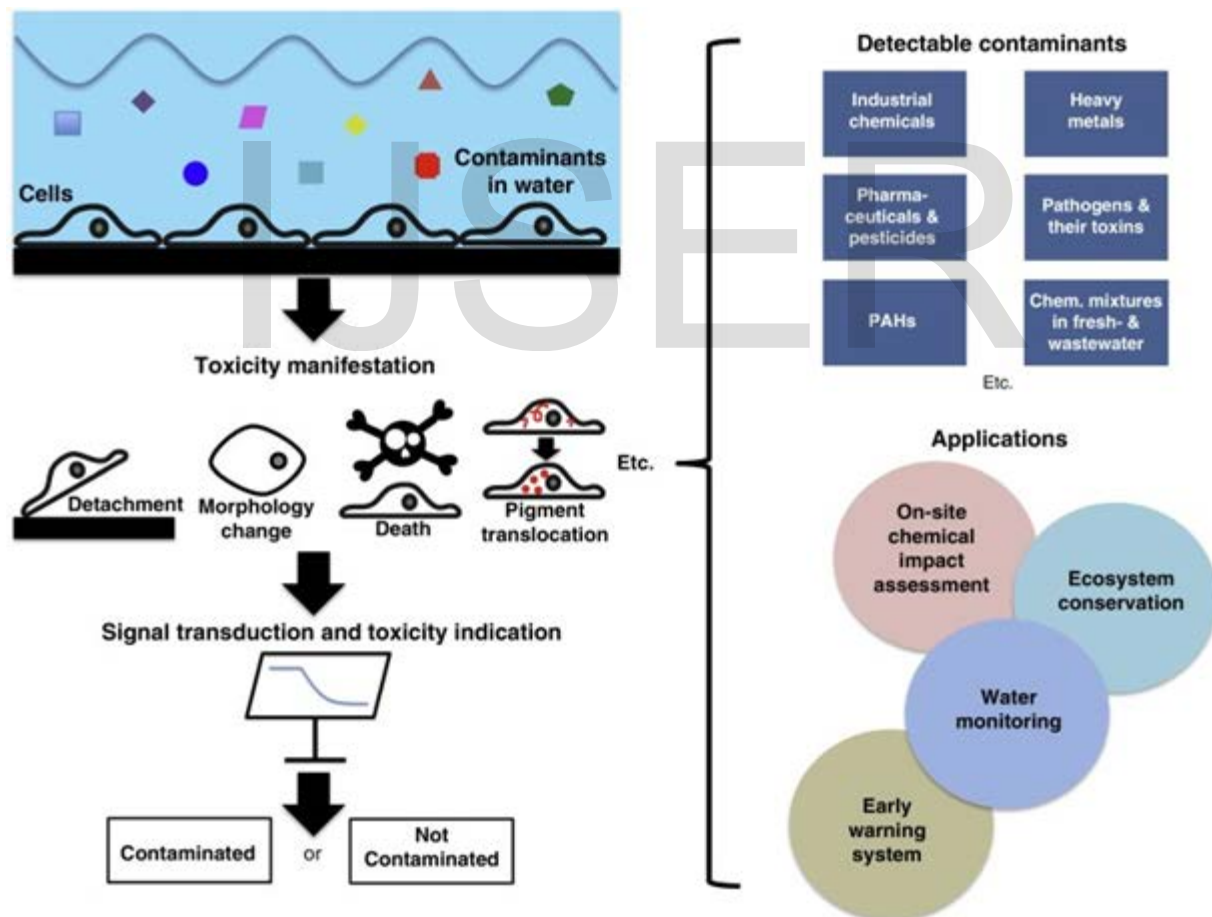 Cells
Contaminants
in water
Toxicity manifestation
Detachment
Morphology
change
Death
Pigment
translocation
Etc.
Signal transduction and toxicity indication
Contaminated
or
Not
Contaminated
Detectable contaminants
Industrial
chemicals
Heavy
metals
Pharma-
ceuticals &
pesticides
Pathogens &
their toxins
PAHs
Chem. mixtures
in fresh- &
wastewater
Etc.
Applications
On-site
chemical
impact
assessment
Ecosystem
conservation
Water
monitoring
Early
warning
system
IJSER